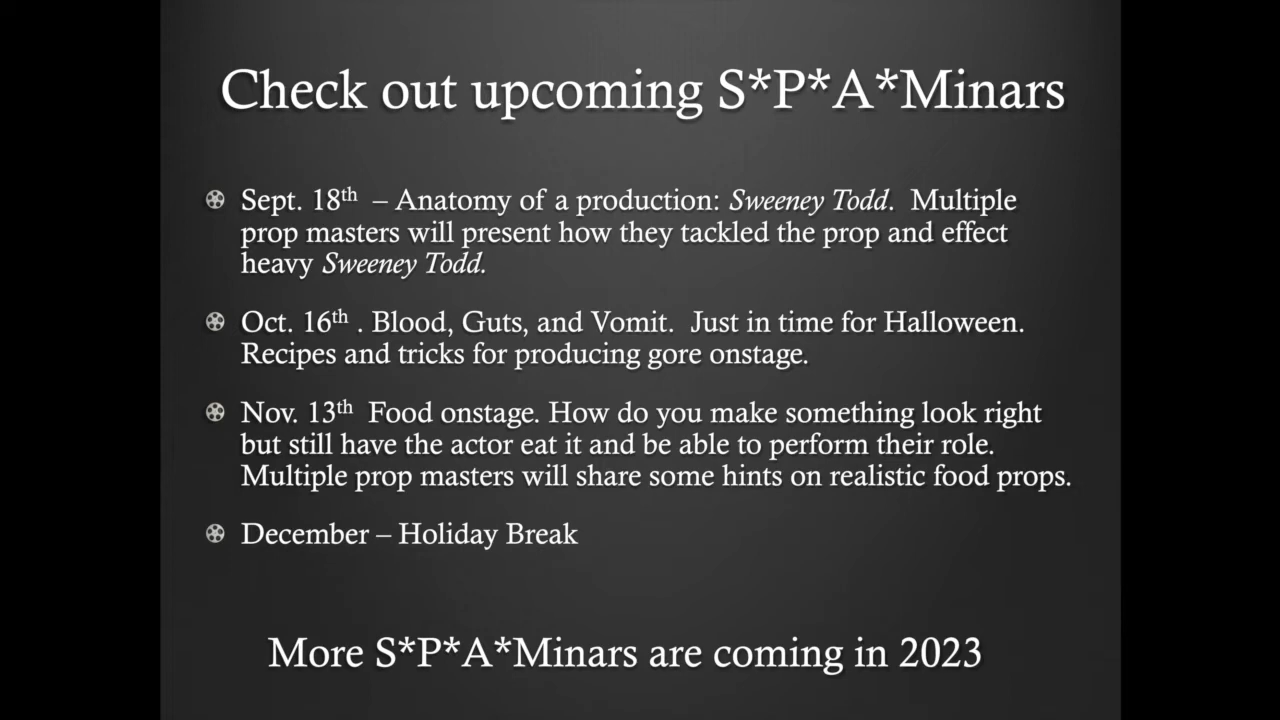 Check out upcoming S*P*A*Minars
Sept. 18th – Anatomy of a production: Sweeney Todd. Multiple
prop masters will present how they tackled the prop and effect
heavy Sweeney Todd.
Oct. 16th . Blood, Guts, and Vomit. Just in time for Halloween.
Recipes and tricks for producing gore onstage.
Nov. 13th Food onstage. How do you make something look right
but still have the actor eat it and be able to perform their role.
Multiple prop masters will share some hints on realistic food props.
December – Holiday Break
More S*P*A*Minars are coming in 2023